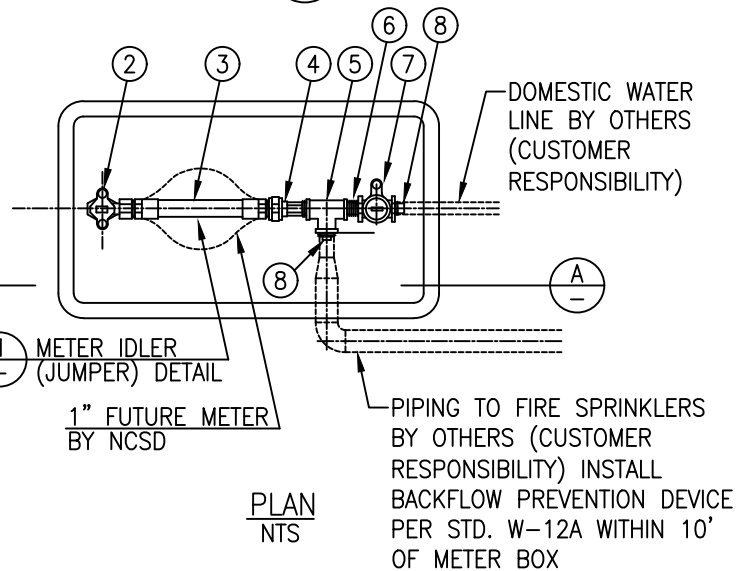 2
3
4
5
6
7
8
DOMESTIC WATER
LINE BY OTHERS
(CUSTOMER
RESPONSIBILITY)
8
A
-
METER IDLER
(JUMPER) DETAIL
1" FUTURE METER
BY NCSD
PIPING TO FIRE SPRINKLERS
BY OTHERS (CUSTOMER
RESPONSIBILITY) INSTALL
BACKFLOW PREVENTION DEVICE
PER STD. W-12A WITHIN 10'
OF METER BOX
PLAN
NTS